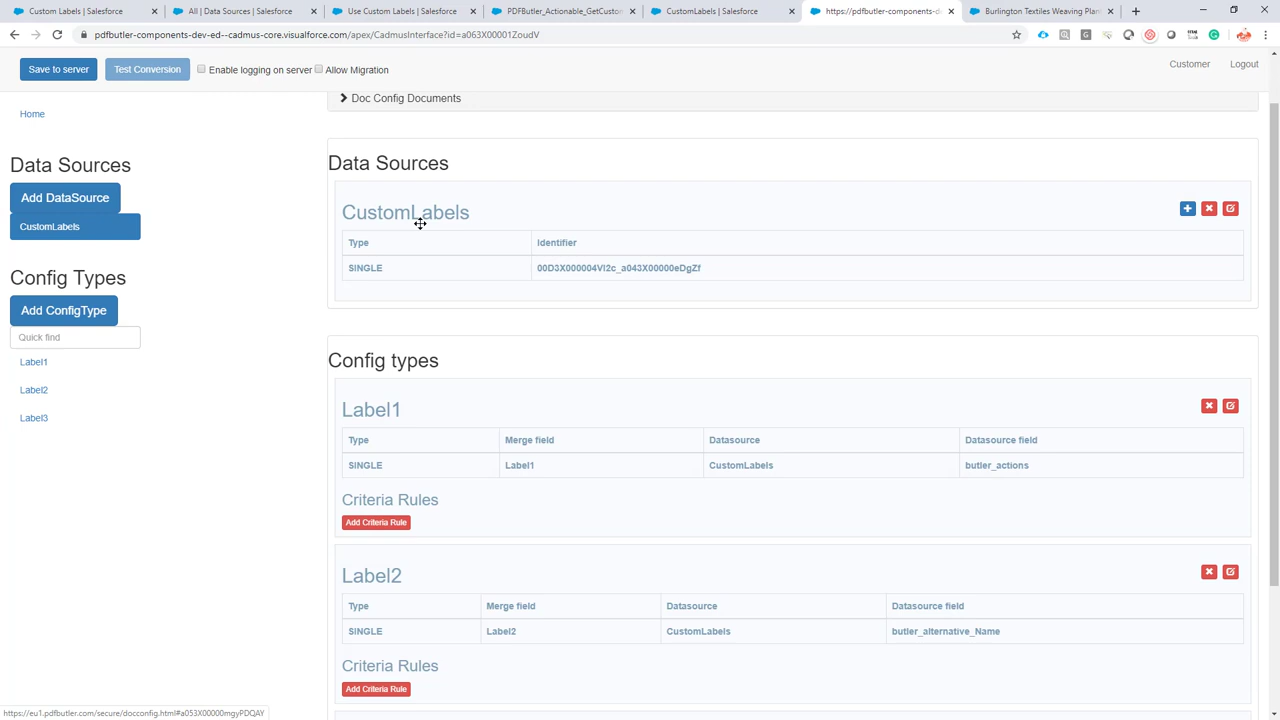 Custom Labels | Salesforce
All | Data Sources | Salesforce
Use Custom Labels | Salesforce
PDFButler_Actionable_GetCustom
CustomLabels | Salesforce
https://pdfbutler-components-de
Burlington Textiles Weaving Plan
pdfbutler-components-dev-ed--cadmus-core.visualforce.com/apex/CadmusInterface?id=a063X00001ZoudV
Save to server
Test Conversion
Enable logging on server
Allow Migration
Customer
Logout
Home
Doc Config Documents
Data Sources
Add DataSource
CustomLabels
Config Types
Add ConfigType
Quick find
Label1
Label2
Label3
Data Sources
CustomLabels
Type Identifier
SINGLE 00D3X000004Vl2c_a043X00000eDgZf
Config types
Label1
Type Merge field Datasource Datasource field
SINGLE Label1 CustomLabels butler_actions
Criteria Rules
Add Criteria Rule
Label2
Type Merge field Datasource Datasource field
SINGLE Label2 CustomLabels butler_alternative_Name
Criteria Rules
Add Criteria Rule
https://eu1.pdfbutler.com/secure/docconfig.html#a053X00000mgyPDQAY